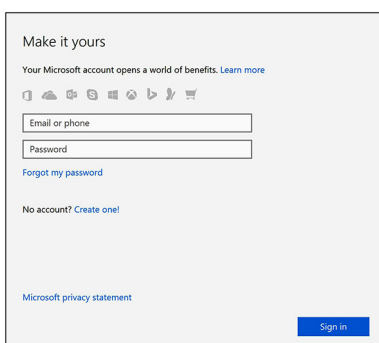 Make it yours
Your Microsoft account opens a world of benefits. Learn more
Email or phone
Password
Forgot my password
No account? Create one!
Microsoft privacy statement
Sign in